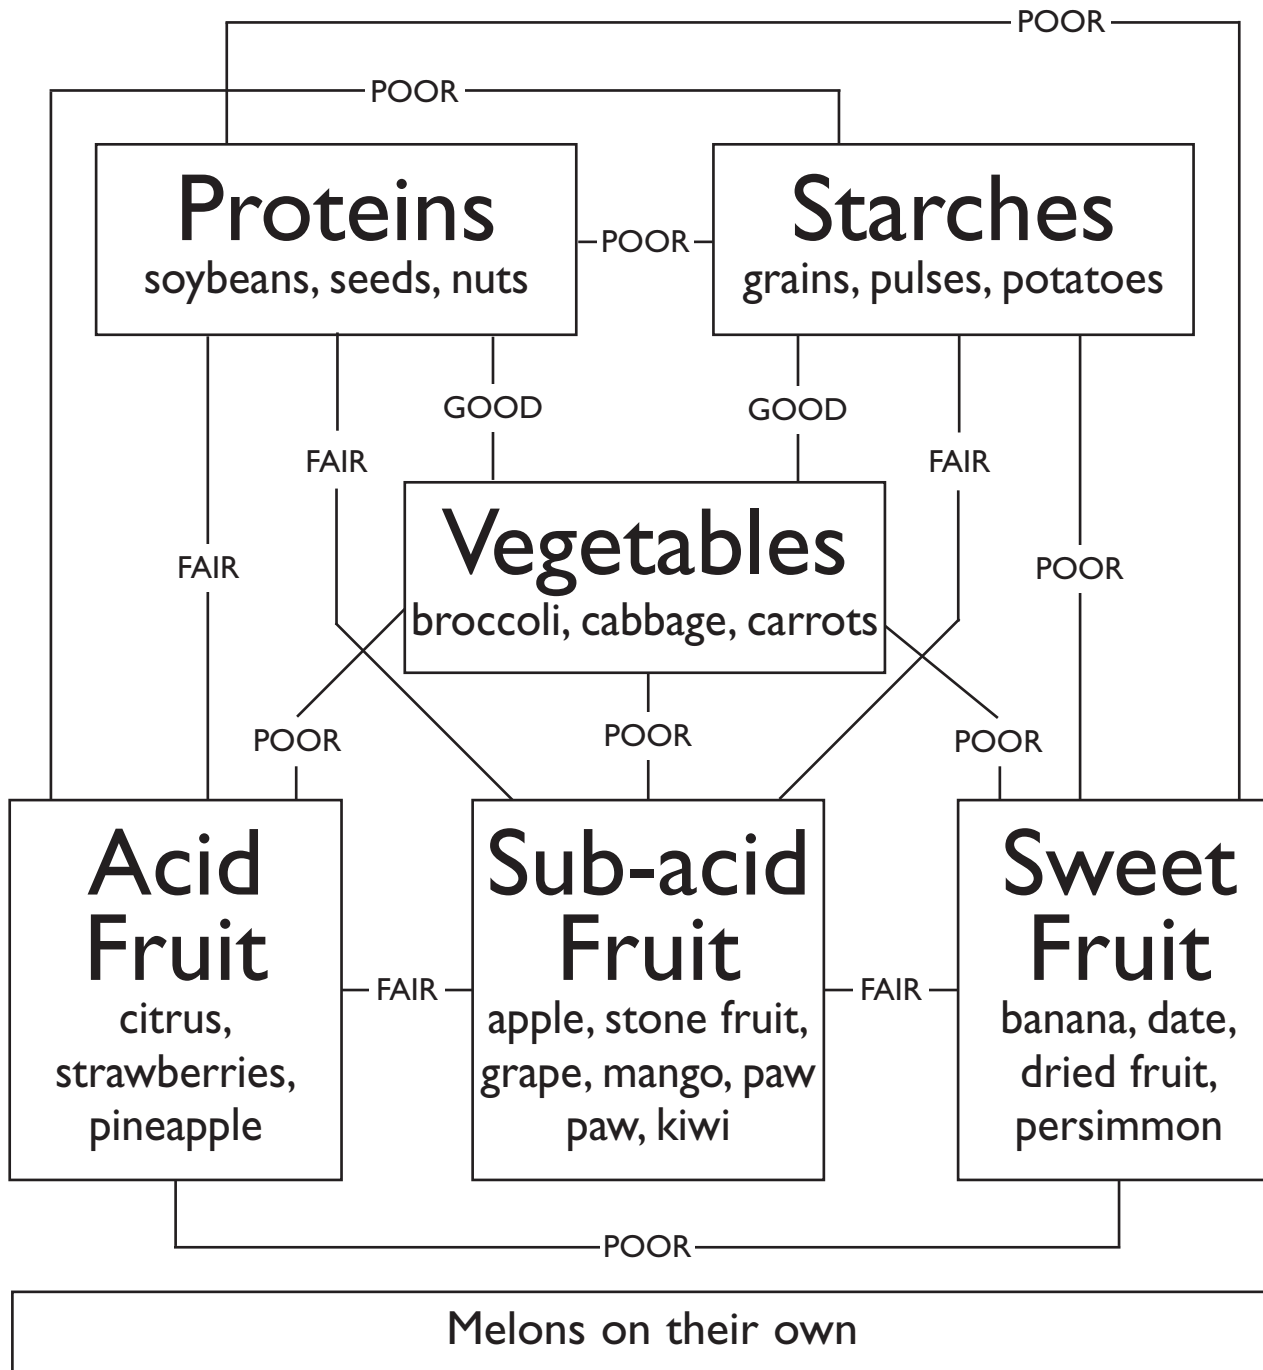 POOR
POOR
Proteins
soybeans, seeds, nuts
POOR
Starches
grains, pulses, potatoes
GOOD
GOOD
FAIR
FAIR
FAIR
POOR
Vegetables
broccoli, cabbage, carrots
POOR
POOR
POOR
Acid
Fruit
citrus,
strawberries,
pineapple
FAIR
Sub-acid
Fruit
apple, stone fruit,
grape, mango, paw
paw, kiwi
FAIR
Sweet
Fruit
banana, date,
dried fruit,
persimmon
POOR
Melons on their own